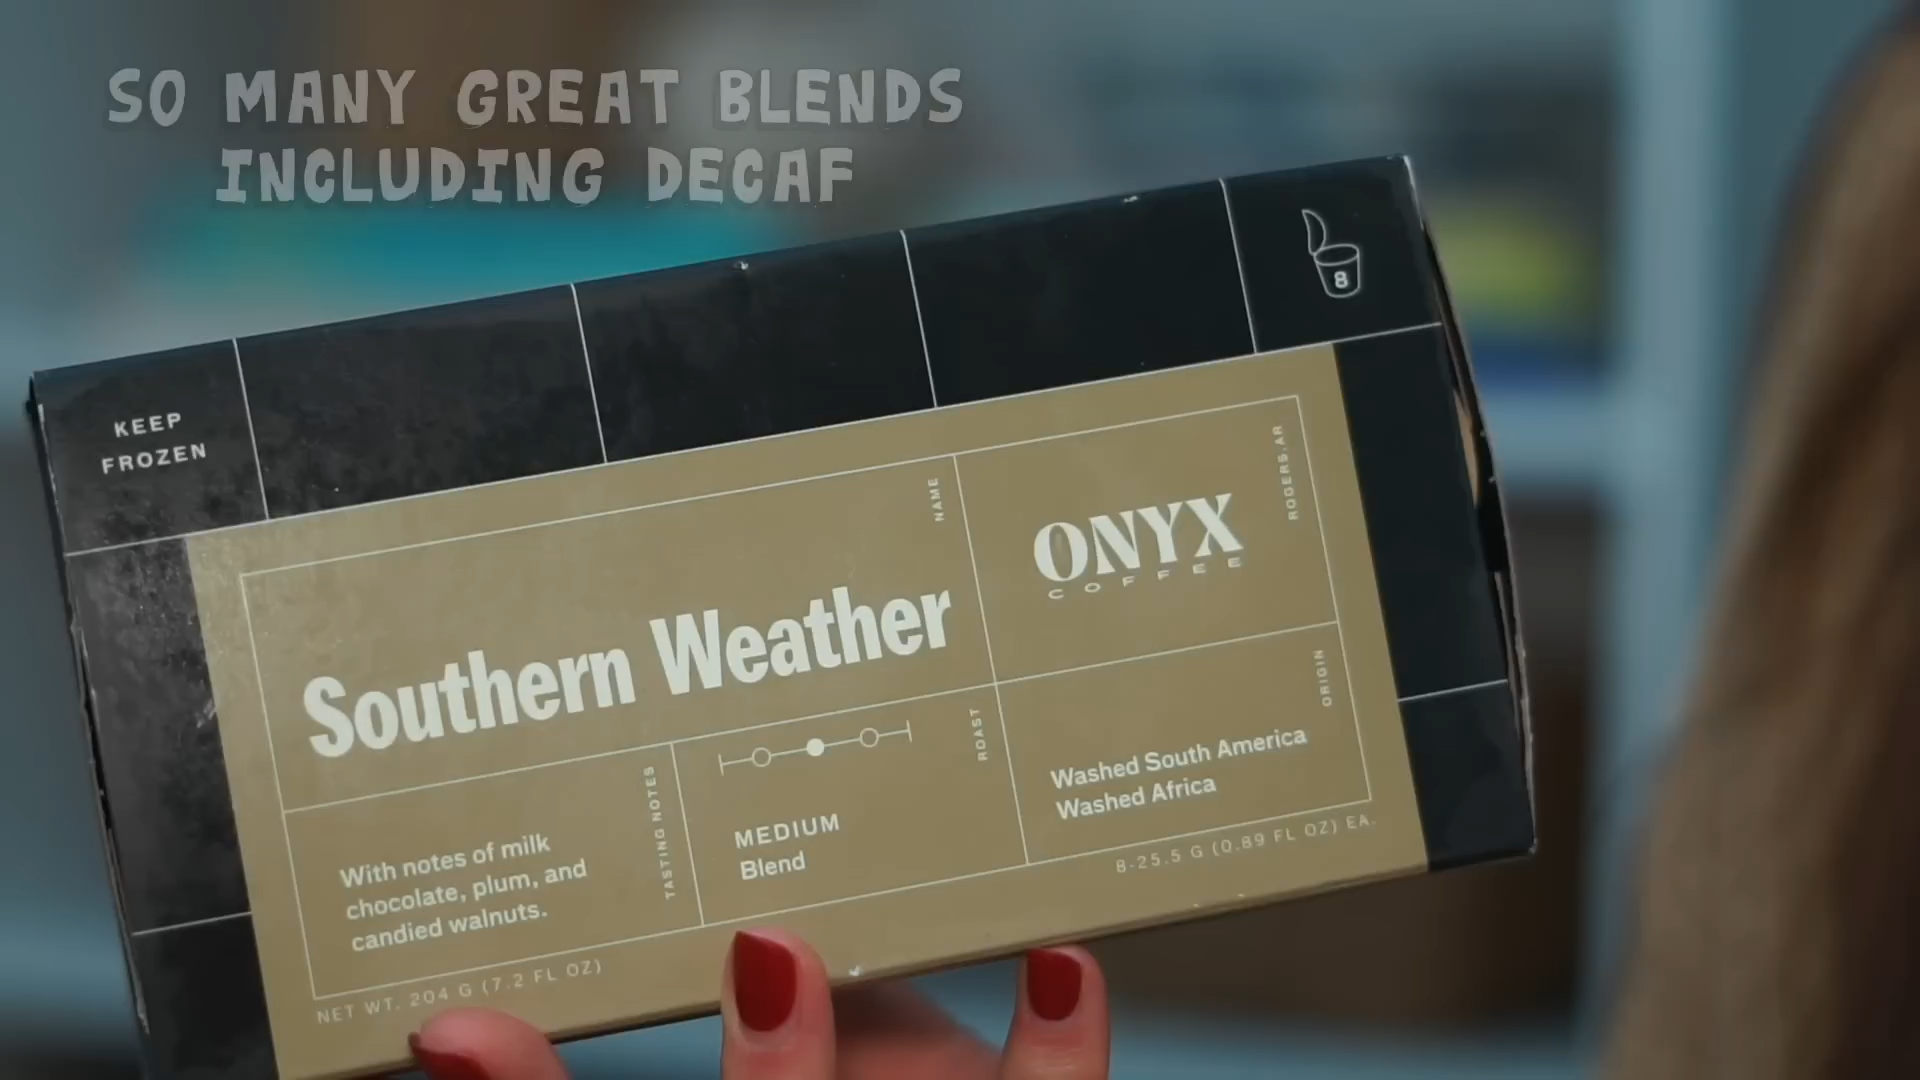 SO MANY GREAT BLENDS
INCLUDING DECAF
8
KEEP
FROZEN
NAME
ONYX
COFFEE
ROGERS, AR
Southern Weather
TASTING NOTES
With notes of milk
chocolate, plum, and
candied walnuts.
ROAST
MEDIUM
Blend
ORIGIN
Washed South America
Washed Africa
NET WT. 204 G (7.2 FL OZ)
8-25.5 G (0.89 FL OZ) EA.